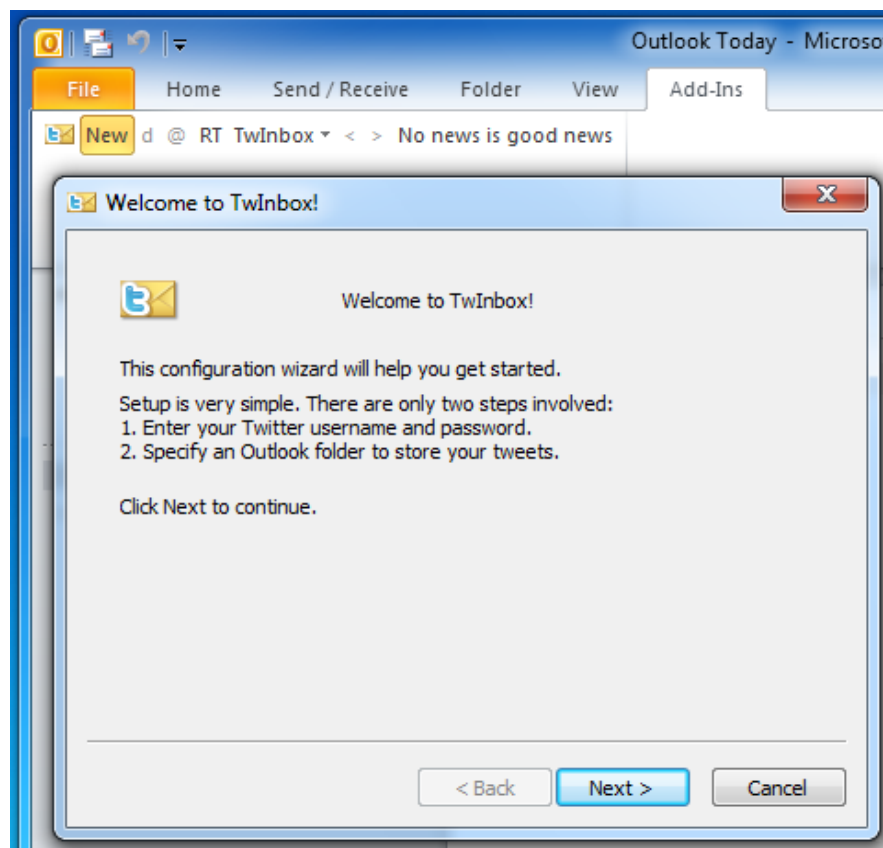 Outlook Today - Microso
File Home Send / Receive Folder View Add-Ins
New d @ RT TwInbox < > No news is good news
Welcome to TwInbox!
Welcome to TwInbox!
This configuration wizard will help you get started.
Setup is very simple. There are only two steps involved:
1. Enter your Twitter username and password.
2. Specify an Outlook folder to store your tweets.
Click Next to continue.
< Back Next > Cancel